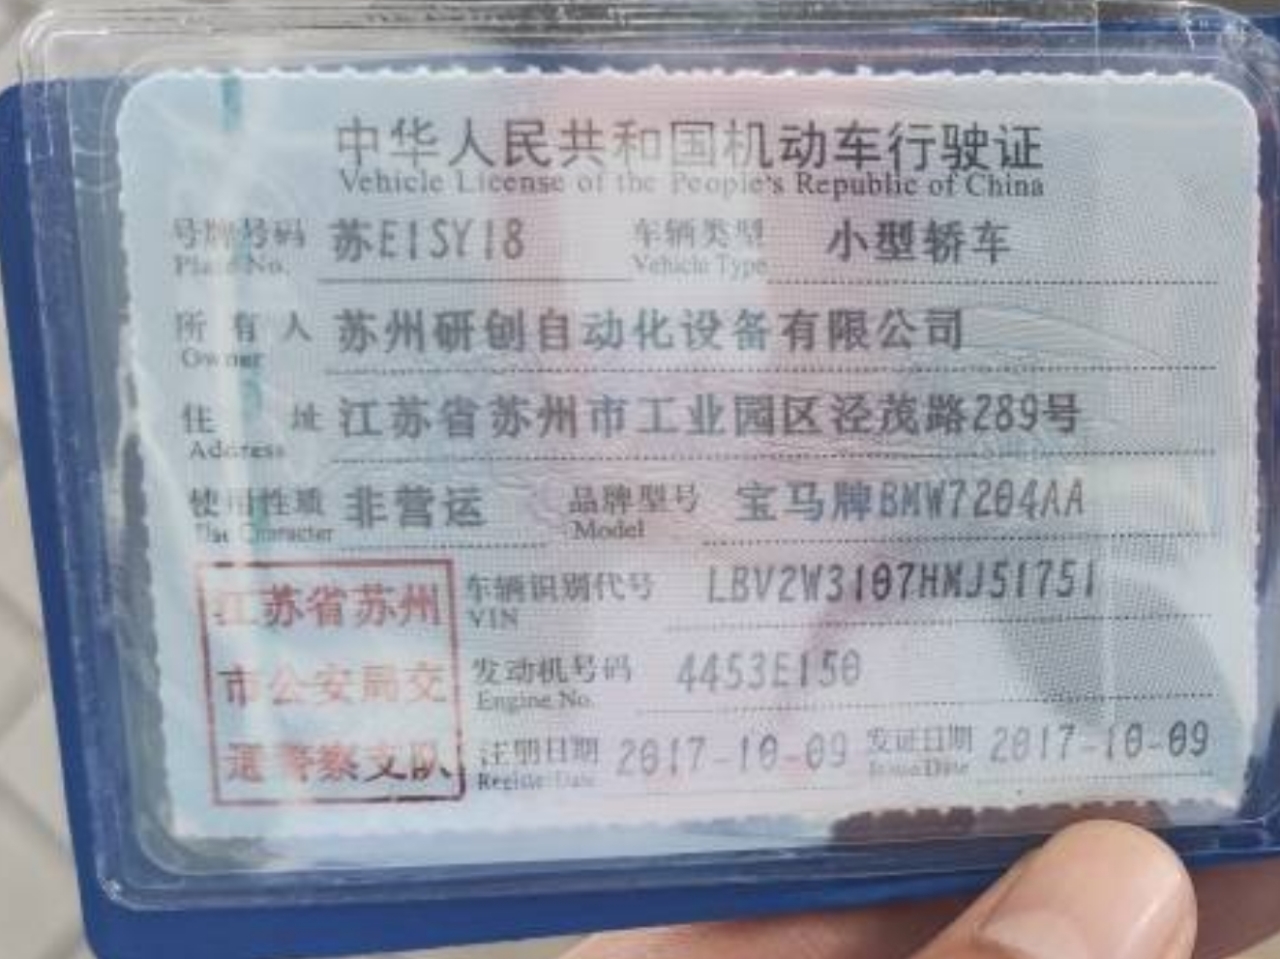 中华人民共和国机动车行驶证
Vehicle License of the People's Republic of China
号牌号码 苏E1SY18 车辆类型 小型轿车
Plate No. Vehicle Type
所有人 苏州研创自动化设备有限公司
Owner
住址 江苏省苏州市工业园区泾茂路289号
Address
使用性质 非营运 品牌型号 宝马牌BMW7204AA
Use Character Model
江苏省苏州 车辆识别代号 LBV2W3107HMJ51751
VIN
市公安局交 发动机号码 4453E150
Engine No.
通警察支队 注册日期 2017-10-09 发证日期 2017-10-09
Register Date Issue Date